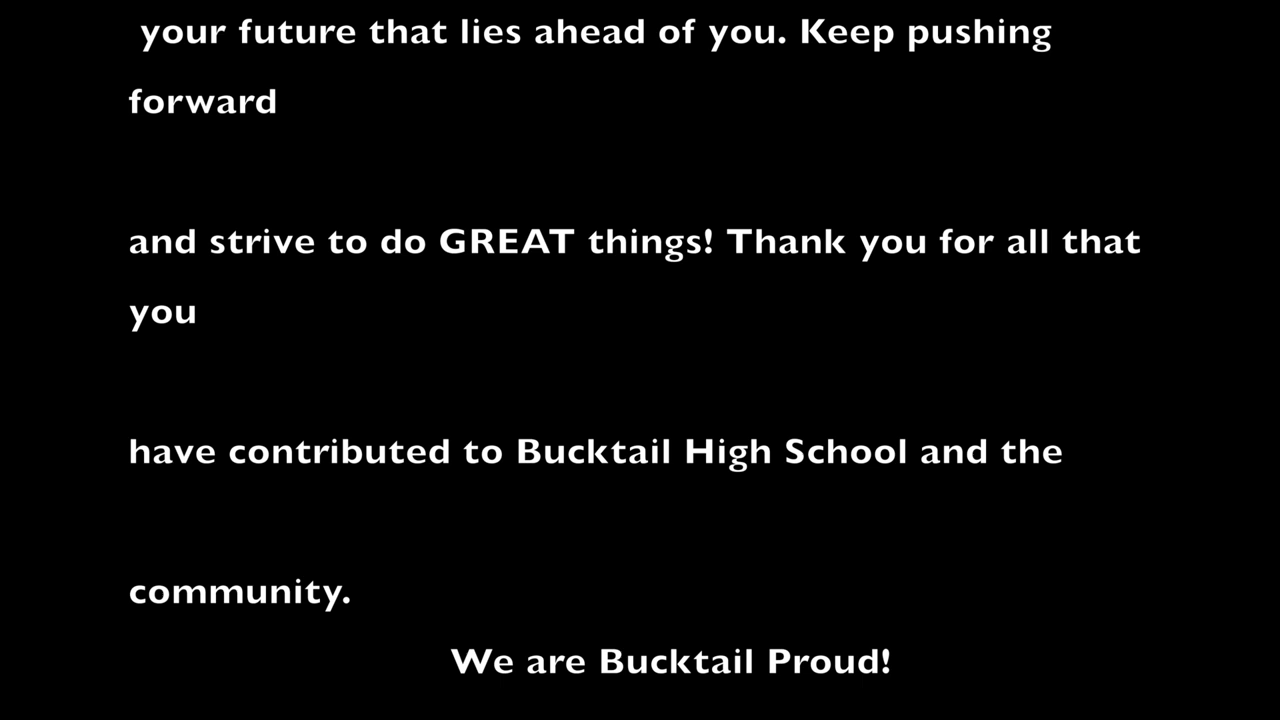 your future that lies ahead of you. Keep pushing
forward
and strive to do GREAT things! Thank you for all that
you
have contributed to Bucktail High School and the
community.
We are Bucktail Proud!